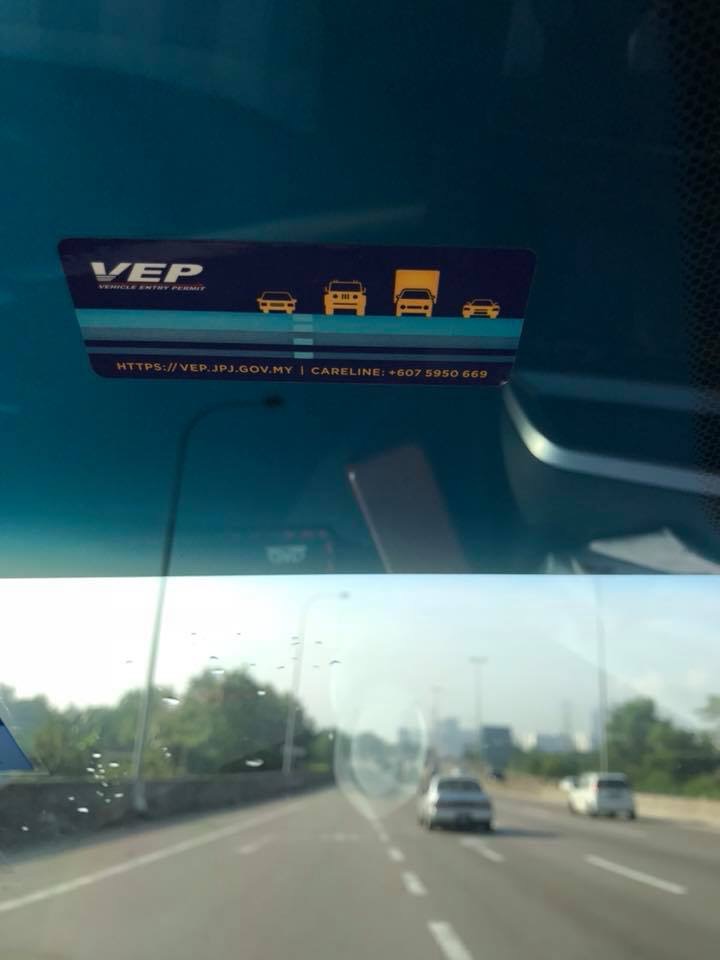 VEP
VEHICLE ENTRY PERMIT
HTTPS://VEP.JPJ.GOV.MY | CARELINE: +607 5950 669